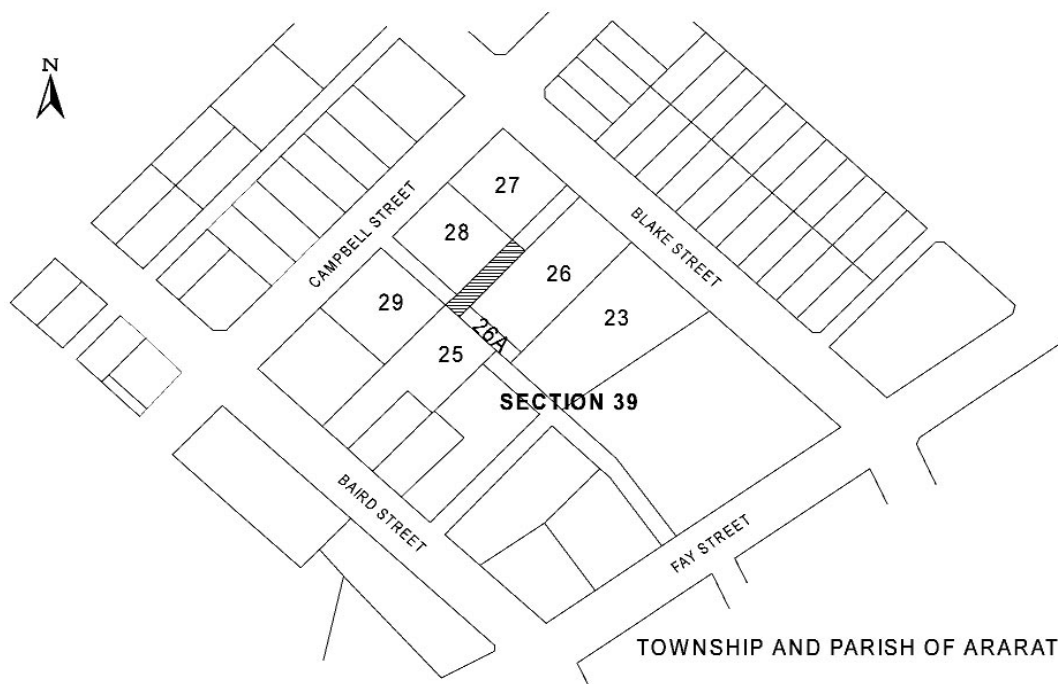 N
27
BLAKE STREET
CAMPBELL STREET
28
26
29
23
26A
25
SECTION 39
BAIRD STREET
FAY STREET
TOWNSHIP AND PARISH OF ARARAT